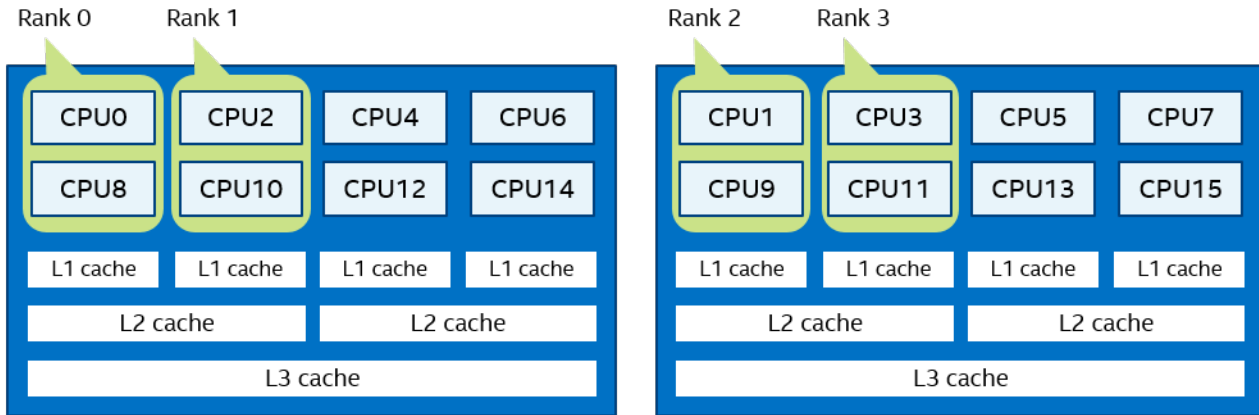 Rank 0 Rank 1 Rank 2 Rank 3
CPU0 CPU2 CPU4 CPU6 CPU1 CPU3 CPU5 CPU7
CPU8 CPU10 CPU12 CPU14 CPU9 CPU11 CPU13 CPU15
L1 cache L1 cache L1 cache L1 cache L1 cache L1 cache L1 cache L1 cache
L2 cache L2 cache L2 cache L2 cache
L3 cache L3 cache